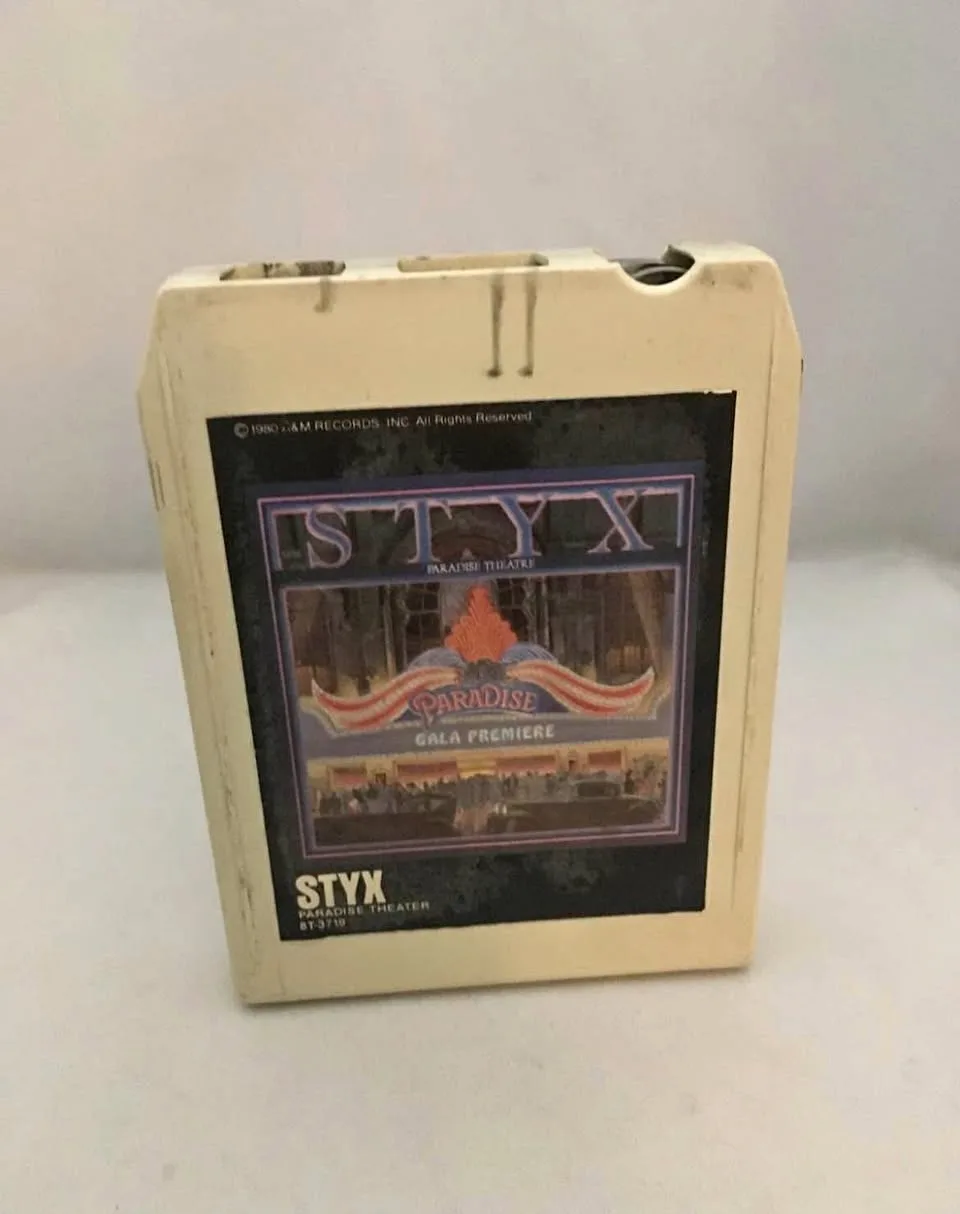 © 1980 A&M RECORDS, INC. All Rights Reserved
STYX
PARADISE THEATRE
PARADISE
GALA PREMIERE
STYX
PARADISE THEATER
8T-3719